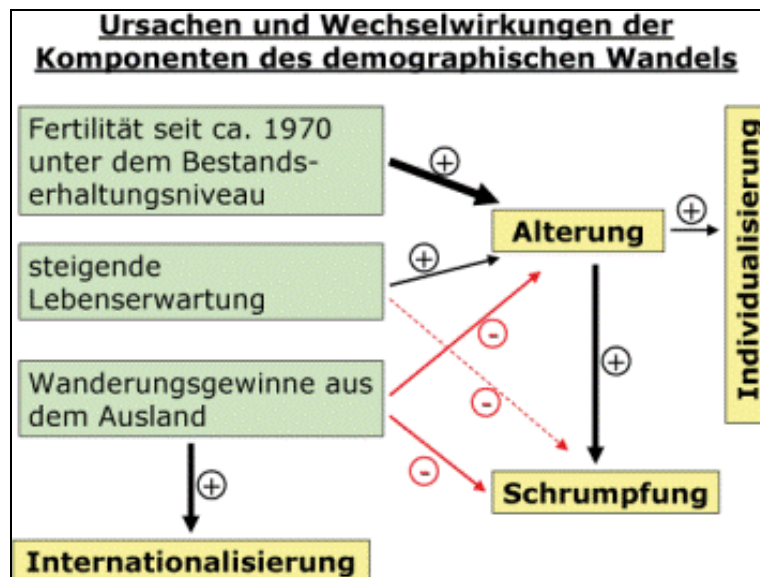 Ursachen und Wechselwirkungen der
Komponenten des demographischen Wandels
Fertilität seit ca. 1970
unter dem Bestands-
erhaltungsniveau
+
Alterung
+
Individualisierung
steigende
Lebenserwartung
+
-
-
+
Wanderungsgewinne aus
dem Ausland
-
+
Schrumpfung
Internationalisierung